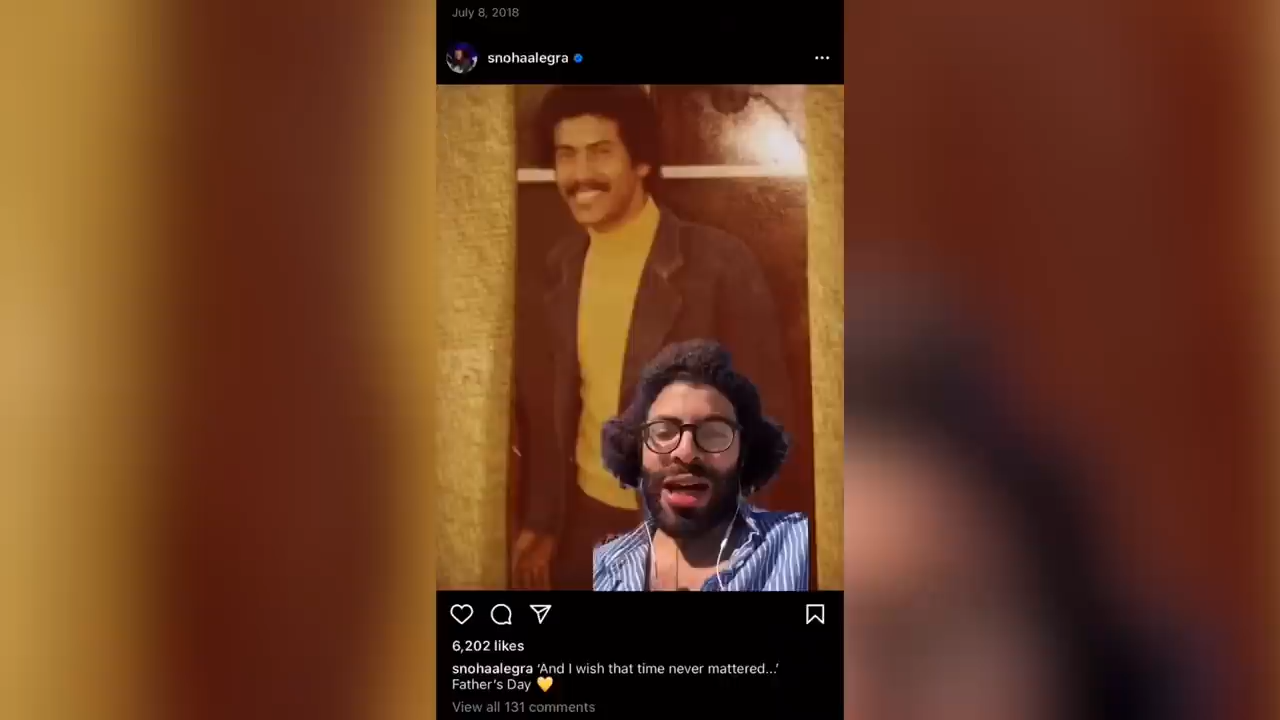 July 8, 2018
snohaalegra
6,202 likes
snohaalegra ‘And I wish that time never mattered...’
Father’s Day 💛
View all 131 comments